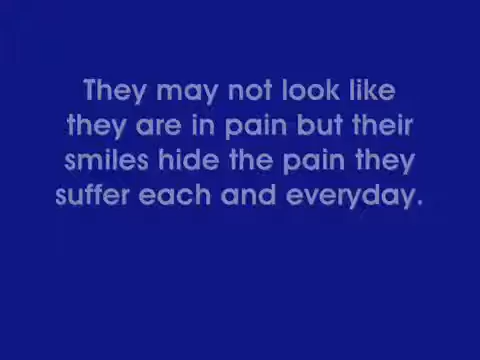 They may not look like
they are in pain but their
smiles hide the pain they
suffer each and everyday.